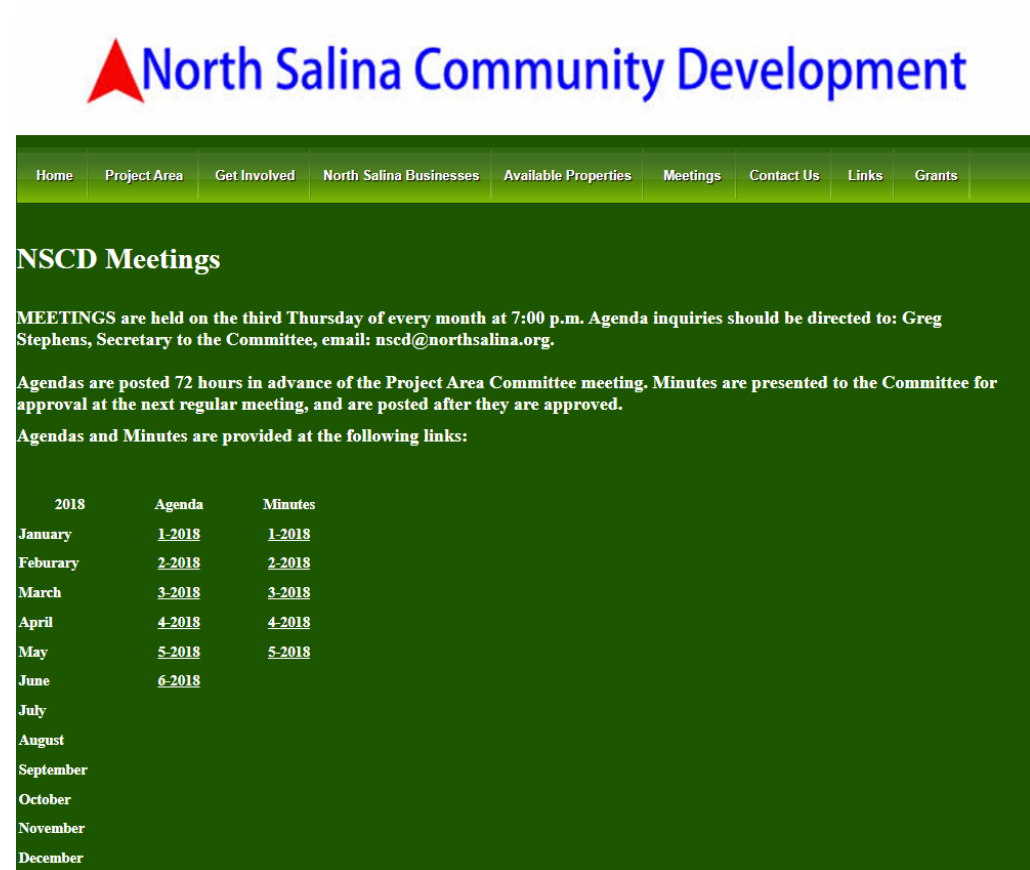 North Salina Community Development
Home Project Area Get Involved North Salina Businesses Available Properties Meetings Contact Us Links Grants
NSCD Meetings
MEETINGS are held on the third Thursday of every month at 7:00 p.m. Agenda inquiries should be directed to: Greg
Stephens, Secretary to the Committee, email: nscd@northsalina.org.
Agendas are posted 72 hours in advance of the Project Area Committee meeting. Minutes are presented to the Committee for
approval at the next regular meeting, and are posted after they are approved.
Agendas and Minutes are provided at the following links:
2018 Agenda Minutes
January 1-2018 1-2018
Feburary 2-2018 2-2018
March 3-2018 3-2018
April 4-2018 4-2018
May 5-2018 5-2018
June 6-2018
July
August
September
October
November
December